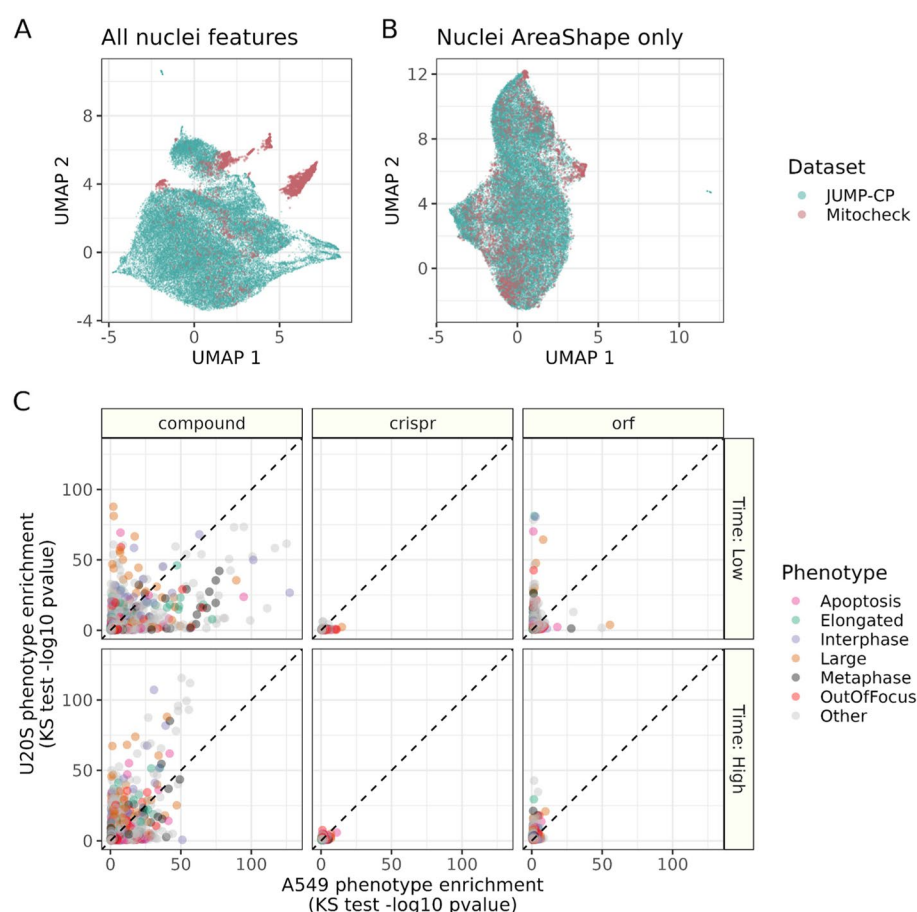 A
All nuclei features
UMAP 2
8
4
0
-4
-5
0
5
UMAP 1
B
Nuclei AreaShape only
UMAP 2
12
8
4
0
-5
0
5
10
UMAP 1
Dataset
JUMP-CP
Mitocheck
C
compound
crispr
orf
U20S phenotype enrichment
(KS test -log10 pvalue)
100
50
0
Time: Low
100
50
0
Time: High
0
50
100
0
50
100
0
50
100
A549 phenotype enrichment
(KS test -log10 pvalue)
Phenotype
Apoptosis
Elongated
Interphase
Large
Metaphase
OutOfFocus
Other